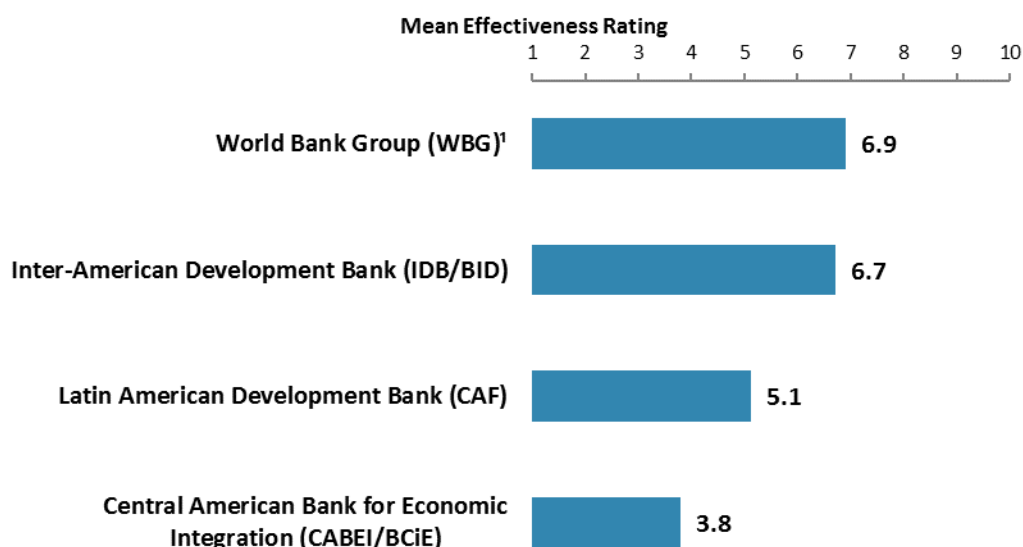 Mean Effectiveness Rating
1 2 3 4 5 6 7 8 9 10
World Bank Group (WBG)¹ 6.9
Inter-American Development Bank (IDB/BID) 6.7
Latin American Development Bank (CAF) 5.1
Central American Bank for Economic
Integration (CABEI/BCiE) 3.8